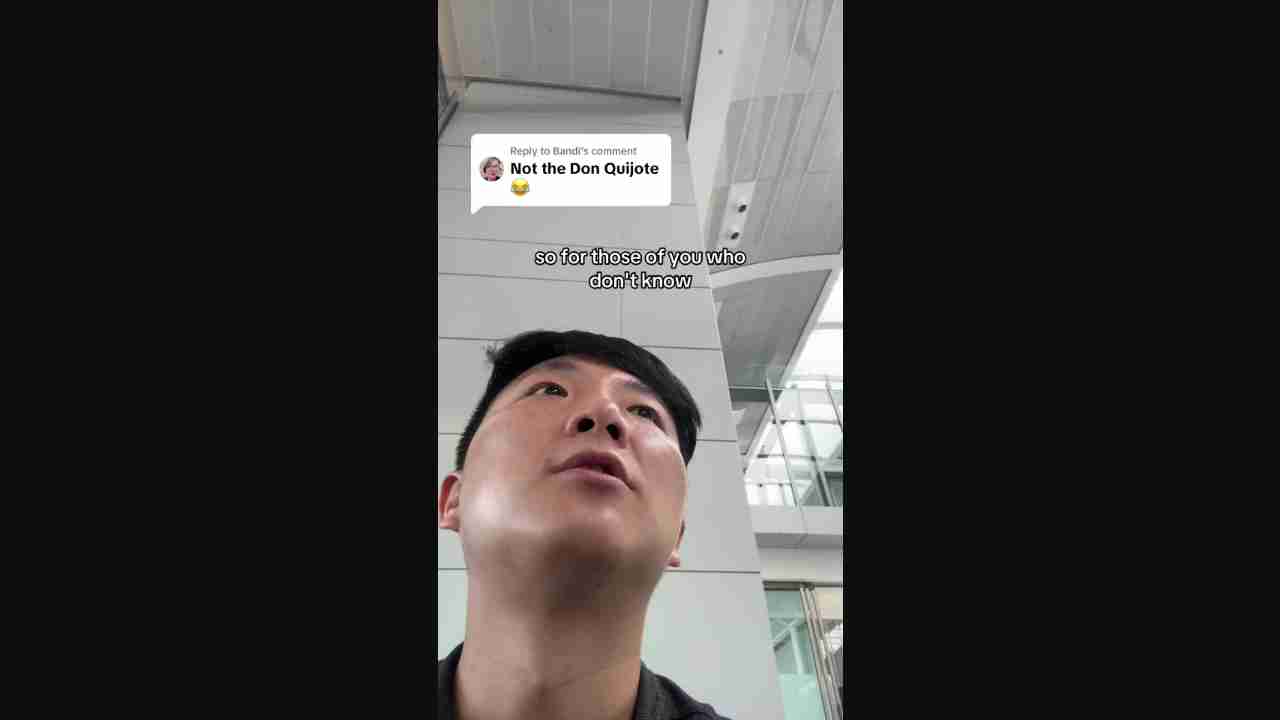 Reply to Bandi's comment
Not the Don Quijote
😂
so for those of you who
don't know